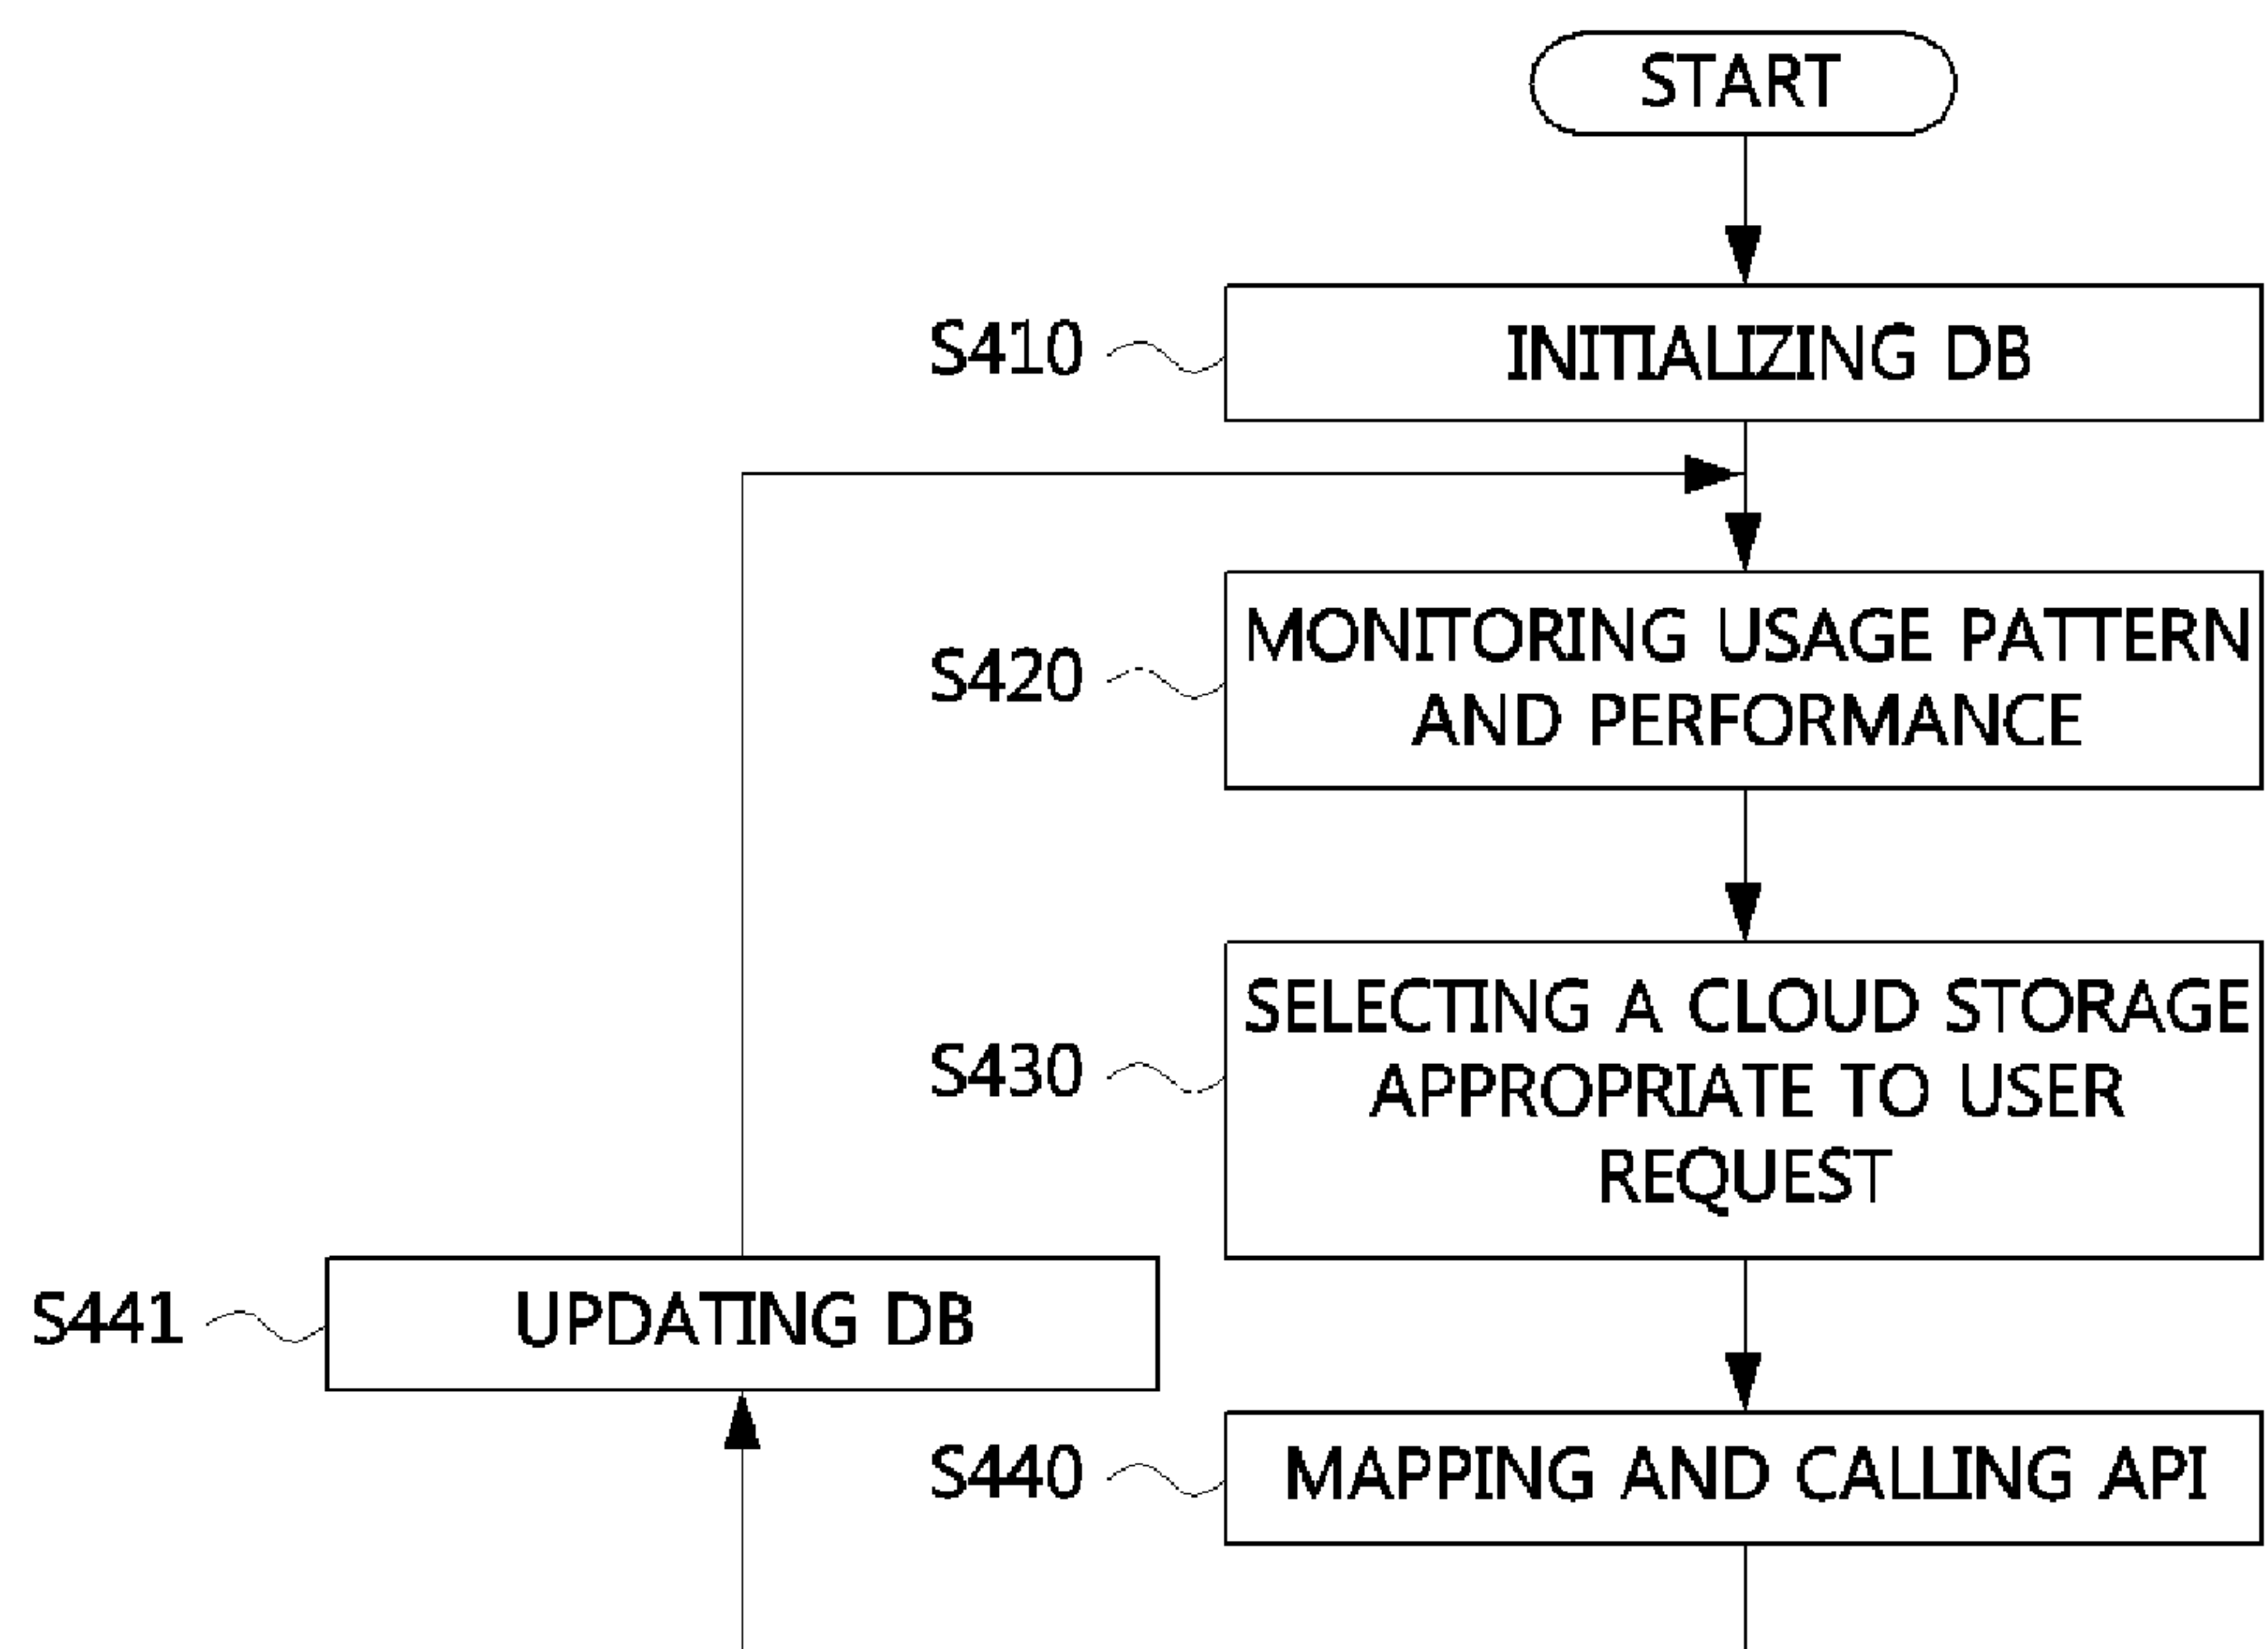 START
S410
INITIALIZING DB
S420
MONITORING USAGE PATTERN
AND PERFORMANCE
S430
SELECTING A CLOUD STORAGE
APPROPRIATE TO USER
REQUEST
S441
UPDATING DB
S440
MAPPING AND CALLING API